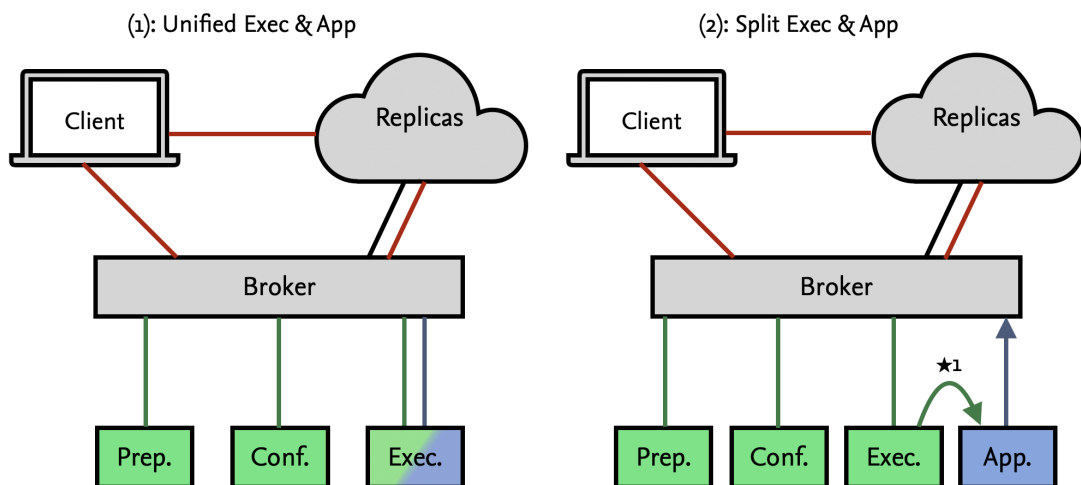 (1): Unified Exec & App
(2): Split Exec & App
Client
Replicas
Client
Replicas
Broker
Broker
★1
Prep.
Conf.
Exec.
Prep.
Conf.
Exec.
App.